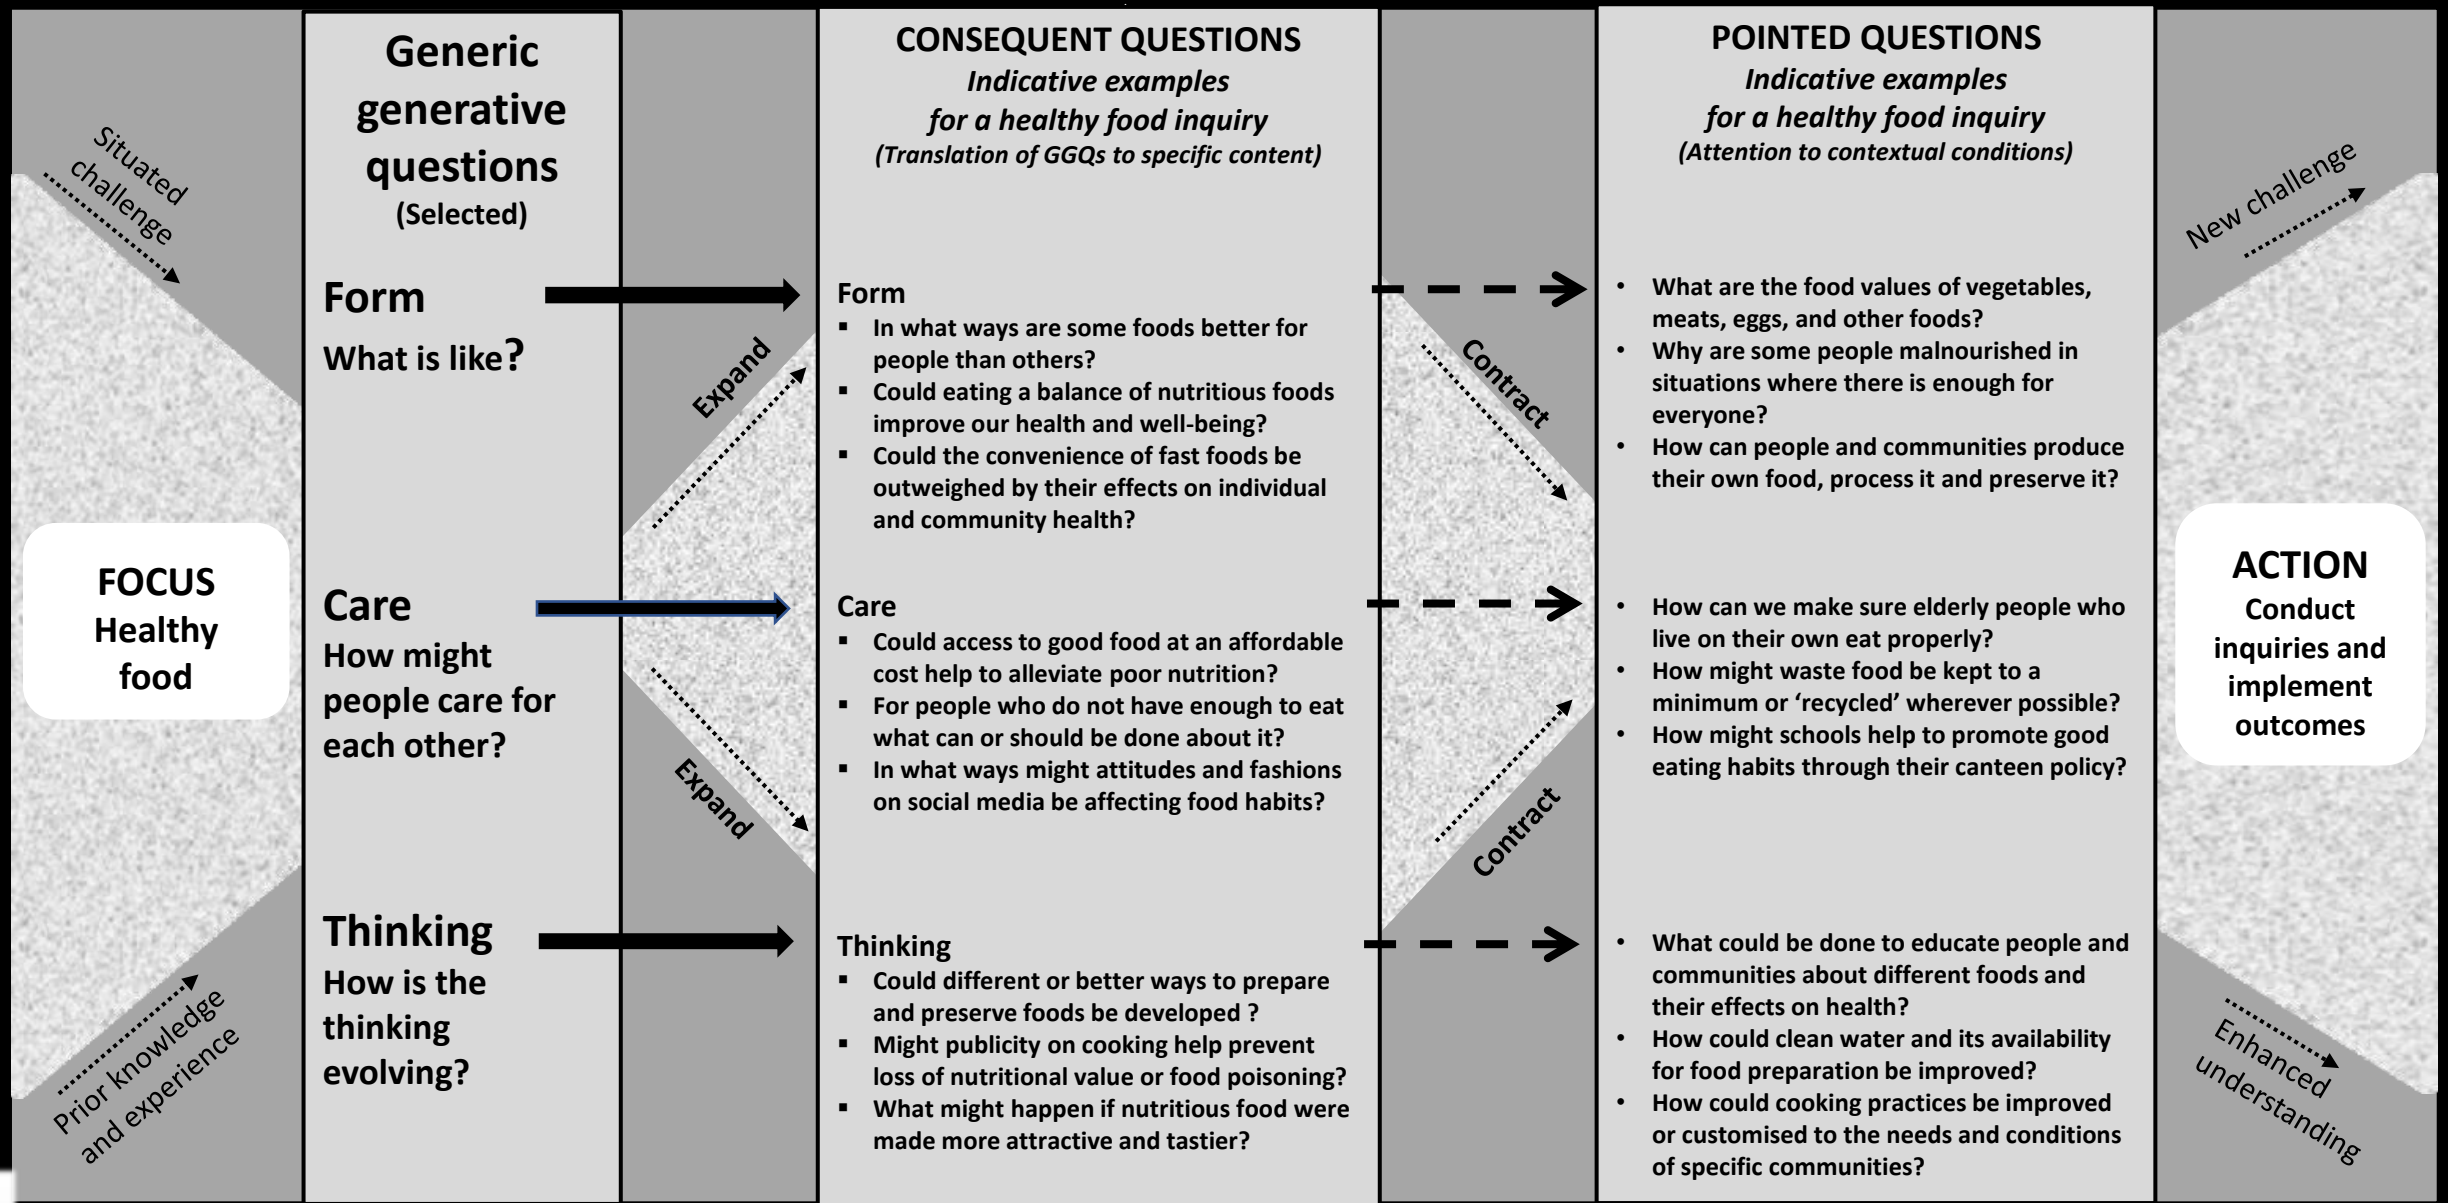 Situated
challenge
FOCUS
Healthy
food
Prior knowledge
and experience
Generic
generative
questions
(Selected)
Form
What is like?
Care
How might
people care for
each other?
Thinking
How is the
thinking
evolving?
Expand
Expand
CONSEQUENT QUESTIONS
Indicative examples
for a healthy food inquiry
(Translation of GGQs to specific content)
Form
▪ In what ways are some foods better for
people than others?
▪ Could eating a balance of nutritious foods
improve our health and well-being?
▪ Could the convenience of fast foods be
outweighed by their effects on individual
and community health?
Care
▪ Could access to good food at an affordable
cost help to alleviate poor nutrition?
▪ For people who do not have enough to eat
what can or should be done about it?
▪ In what ways might attitudes and fashions
on social media be affecting food habits?
Thinking
▪ Could different or better ways to prepare
and preserve foods be developed ?
▪ Might publicity on cooking help prevent
loss of nutritional value or food poisoning?
▪ What might happen if nutritious food were
made more attractive and tastier?
Contract
Contract
POINTED QUESTIONS
Indicative examples
for a healthy food inquiry
(Attention to contextual conditions)
• What are the food values of vegetables,
meats, eggs, and other foods?
• Why are some people malnourished in
situations where there is enough for
everyone?
• How can people and communities produce
their own food, process it and preserve it?
• How can we make sure elderly people who
live on their own eat properly?
• How might waste food be kept to a
minimum or ‘recycled’ wherever possible?
• How might schools help to promote good
eating habits through their canteen policy?
• What could be done to educate people and
communities about different foods and
their effects on health?
• How could clean water and its availability
for food preparation be improved?
• How could cooking practices be improved
or customised to the needs and conditions
of specific communities?
New challenge
ACTION
Conduct
inquiries and
implement
outcomes
Enhanced
understanding